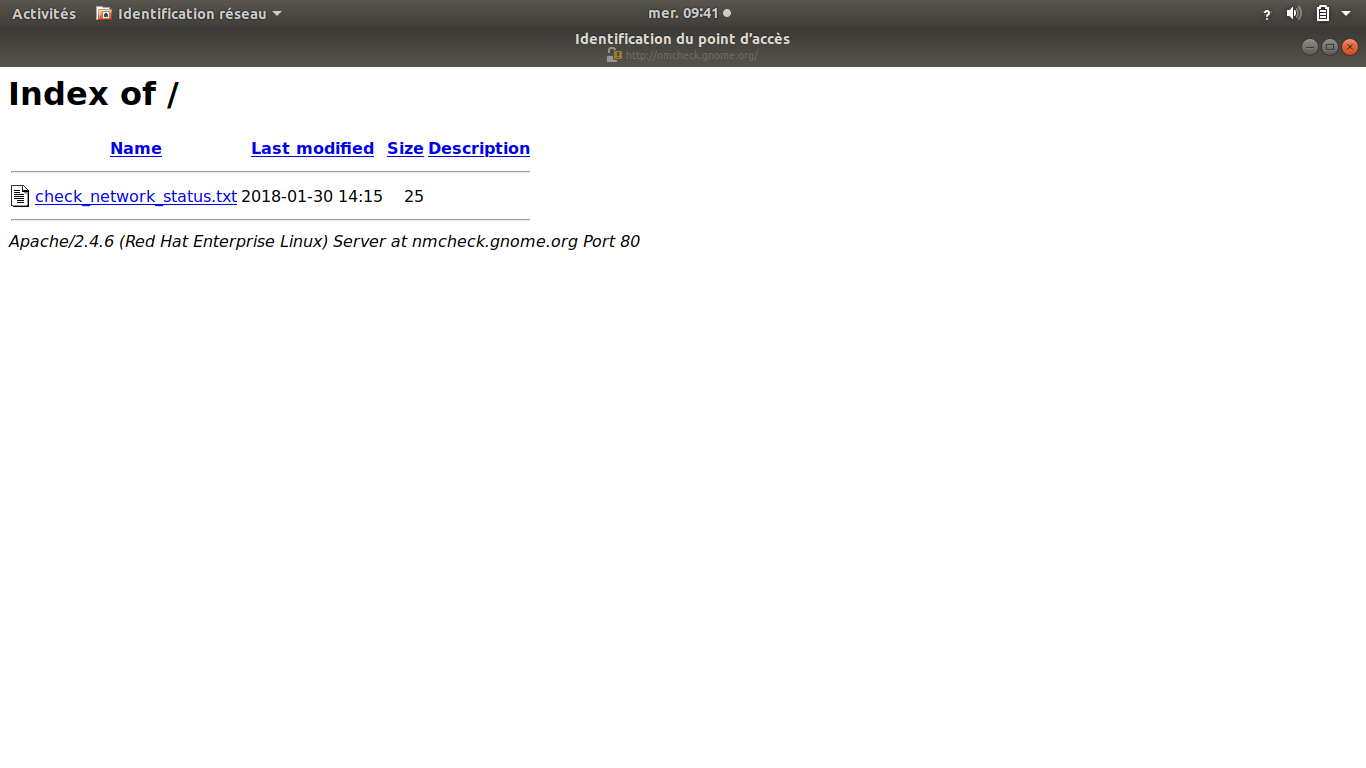 Activités Identification réseau mer. 09:41 ?
Identification du point d’accès
http://nmcheck.gnome.org/
Index of /
Name Last modified Size Description
check_network_status.txt 2018-01-30 14:15 25
Apache/2.4.6 (Red Hat Enterprise Linux) Server at nmcheck.gnome.org Port 80